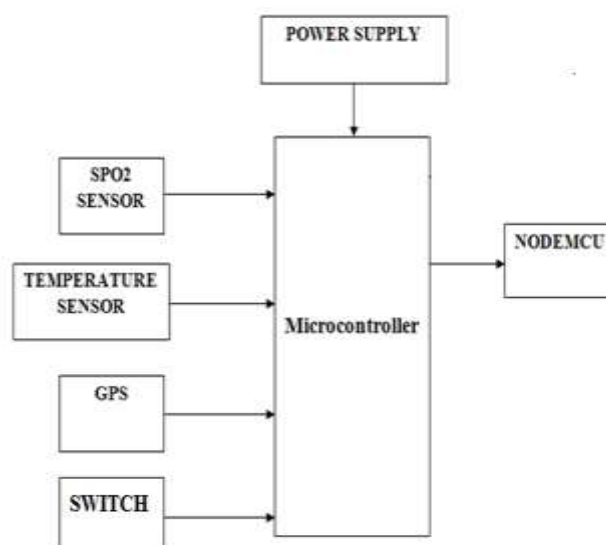 POWER SUPPLY
SPO2
SENSOR
TEMPERATURE
SENSOR
GPS
SWITCH
Microcontroller
NODEMCU